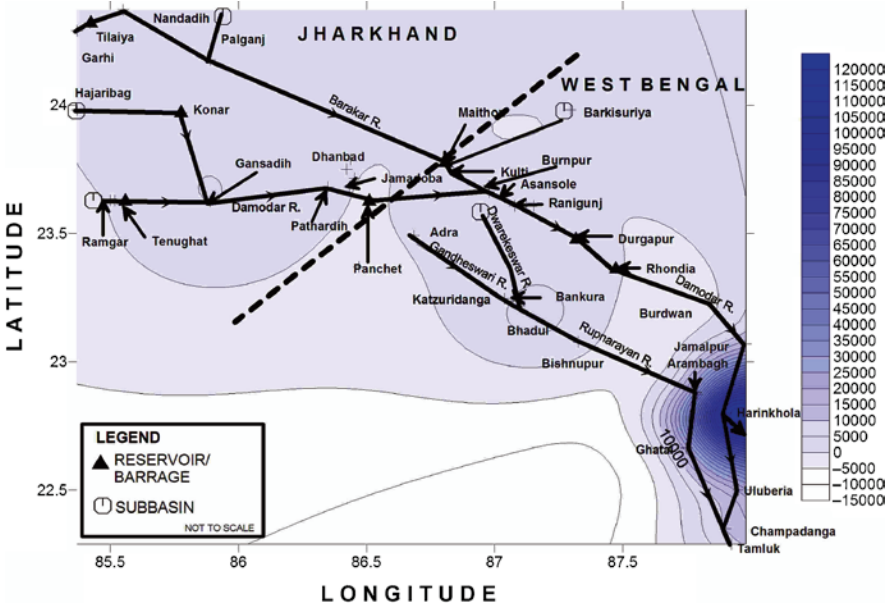 Nandadih
Tilaiya
Palganj
Garhi
JHARKHAND
WEST BENGAL
Hajaribag
Konar
Barakar R.
Maithon
Barkisuriya
Gansadih
Dhanbad
Jamadoba
Kulti
Burnpur
Asansole
Ranigunj
Damodar R.
Ramgar
Tenughat
Pathardih
Panchet
Adra
Dwarekeswar R.
Gandheswari R.
Durgapur
Rhondia
Damodar R.
Katzuridanga
Bankura
Bhadul
Burdwan
Rupnarayan R.
Bishnupur
Jamalpur
Arambagh
Harinkhola
Ghatal
10000
Uluberia
Champadanga
Tamluk
LEGEND
RESERVOIR/
BARRAGE
SUBBASIN
NOT TO SCALE
LATITUDE
24
23.5
23
22.5
85.5 86 86.5 87 87.5
LONGITUDE
120000
115000
110000
105000
100000
95000
90000
85000
80000
75000
70000
65000
60000
55000
50000
45000
40000
35000
30000
25000
20000
15000
10000
5000
0
−5000
−10000
−15000